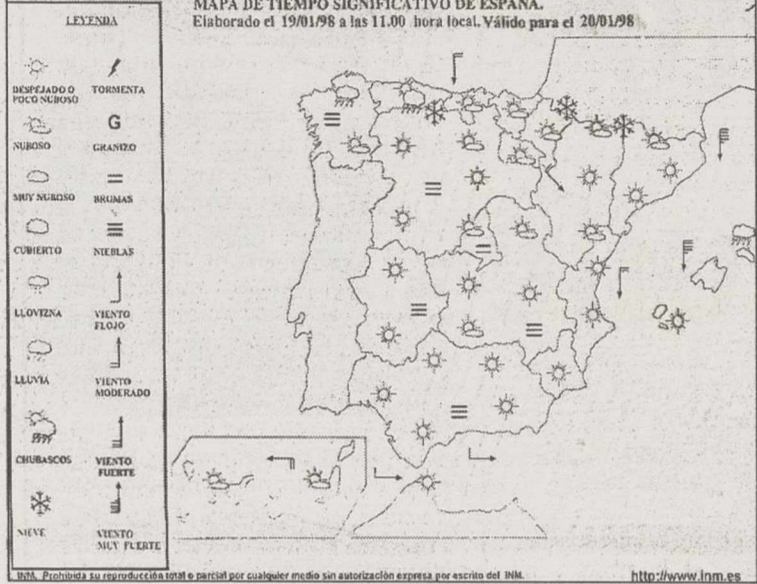 MAPA DE TIEMPO SIGNIFICATIVO DE ESPAÑA.
Elaborado el 19/01/98 a las 11.00 hora local. Válido para el 20/01/98
LEYENDA
DESPEJADO O POCO NUBOSO
TORMENTA
NUBOSO
G
GRANIZO
MUY NUBOSO
BRUMAS
CUBIERTO
NIEBLAS
LLOVIZNA
VIENTO FLOJO
LLUVIA
VIENTO MODERADO
CHUBASCOS
VIENTO FUERTE
NIEVE
VIENTO MUY FUERTE
INM. Prohibida su reproducción total o parcial por cualquier medio sin autorización expresa por escrito del INM.
http://www.inm.es